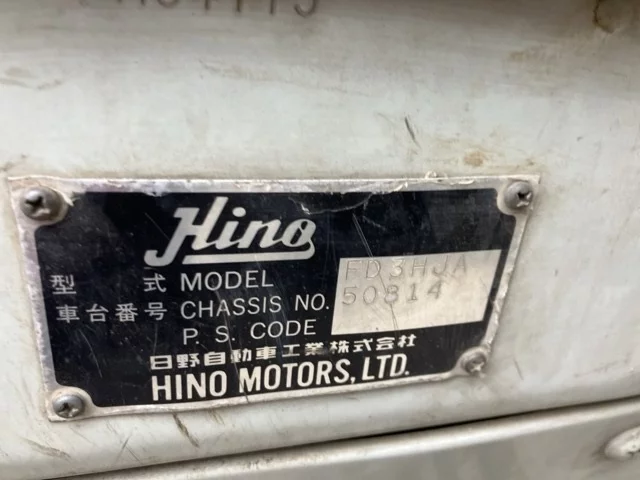 Hino
型 式 MODEL FD3HJA
車台番号 CHASSIS NO. 50814
P. S. CODE
日野自動車工業株式会社
HINO MOTORS, LTD.